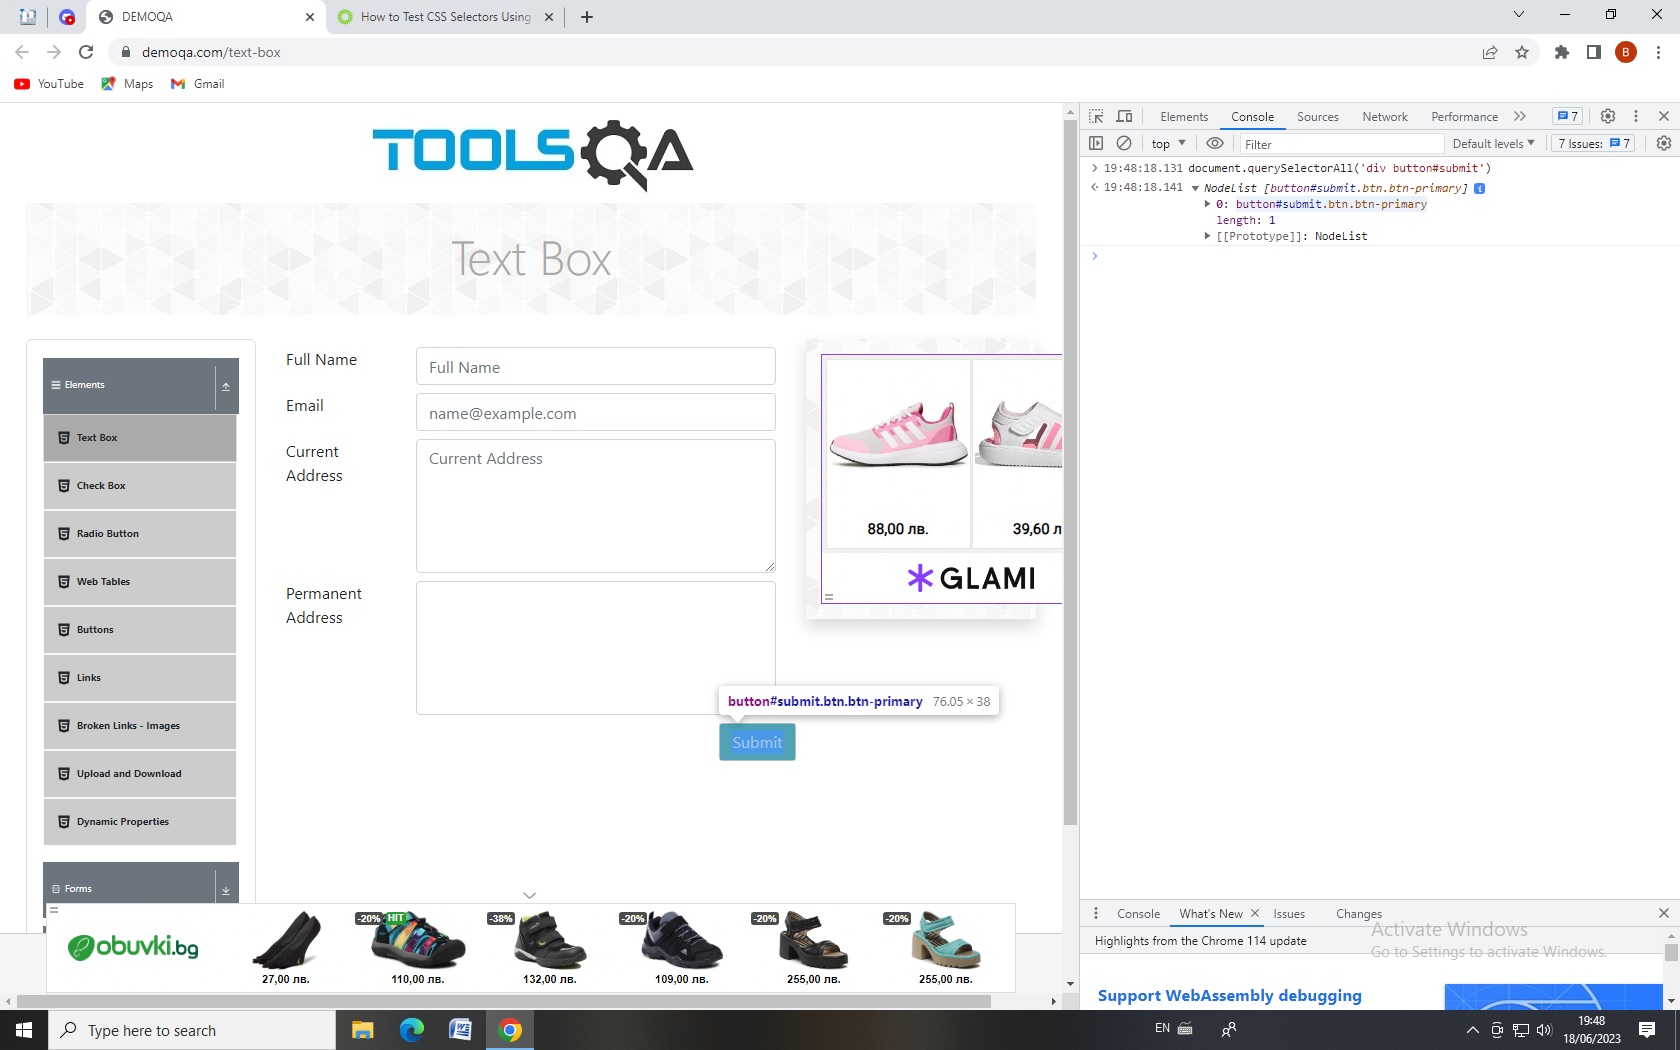 DEMOQA
How to Test CSS Selectors Using
demoqa.com/text-box
B
YouTube
Maps
Gmail
TOOLSQA
Text Box
Elements
Text Box
Check Box
Radio Button
Web Tables
Buttons
Links
Broken Links - Images
Upload and Download
Dynamic Properties
Forms
Full Name
Full Name
Email
name@example.com
Current
Address
Current Address
Permanent
Address
button#submit.btn.btn-primary 76.05 × 38
Submit
88,00 лв.
39,60 л
GLAMI
obuvki.bg
27,00 лв.
-20% HIT
110,00 лв.
-38%
132,00 лв.
-20%
109,00 лв.
-20%
255,00 лв.
-20%
255,00 лв.
Elements Console Sources Network Performance 7
top Filter Default levels 7 Issues: 7
19:48:18.131 document.querySelectorAll('div button#submit')
19:48:18.141 NodeList [button#submit.btn.btn-primary]
0: button#submit.btn.btn-primary
length: 1
[[Prototype]]: NodeList
Console What's New Issues Changes
Highlights from the Chrome 114 update
Activate Windows
Go to Settings to activate Windows.
Support WebAssembly debugging
Type here to search
EN
19:48
18/06/2023